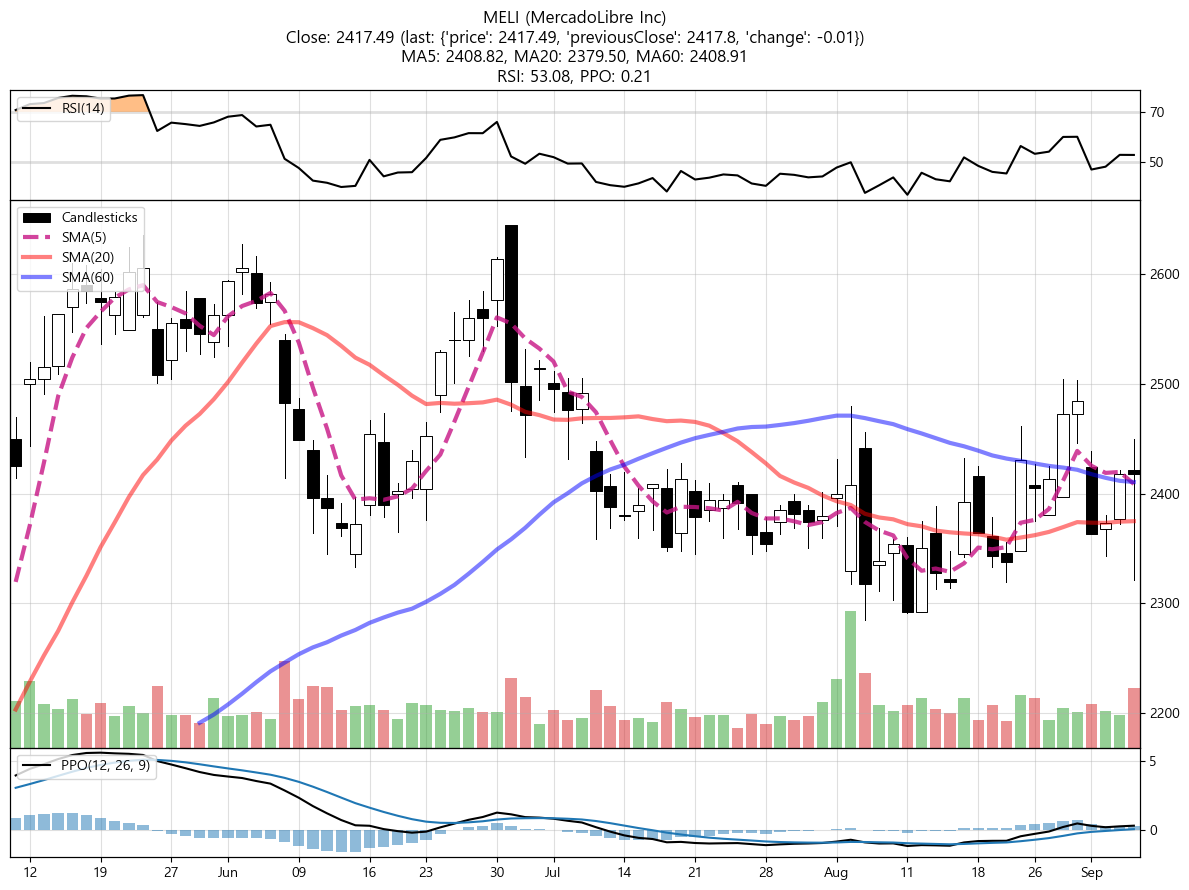 MELI (MercadoLibre Inc)
Close: 2417.49 (last: {'price': 2417.49, 'previousClose': 2417.8, 'change': -0.01})
MA5: 2408.82, MA20: 2379.50, MA60: 2408.91
RSI: 53.08, PPO: 0.21
RSI(14)
70
50
Candlesticks
SMA(5)
SMA(20)
SMA(60)
2600
2500
2400
2300
2200
PPO(12, 26, 9)
5
0
12 19 27 Jun 09 16 23 30 Jul 14 21 28 Aug 11 18 26 Sep